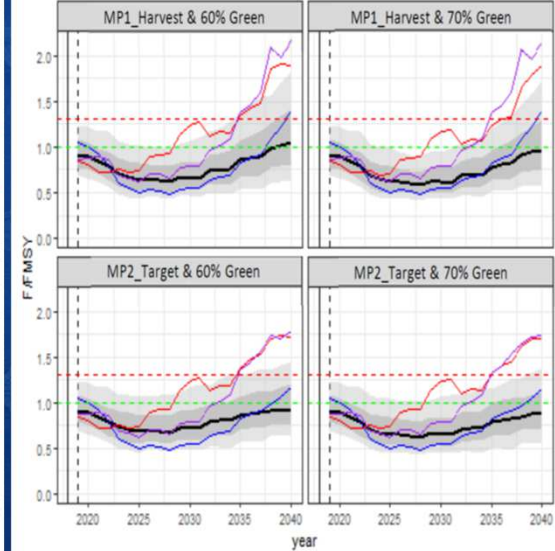 MP1_Harvest & 60% Green
MP1_Harvest & 70% Green
2.0
1.5
1.0
0.5
0.0
MP2_Target & 60% Green
MP2_Target & 70% Green
2.0
1.5
1.0
0.5
0.0
F/FMSY
2020 2025 2030 2035 2040
2020 2025 2030 2035 2040
year